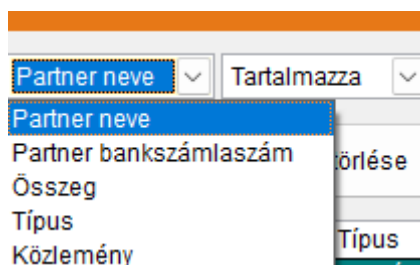 Partner neve Tartalmazza
Partner neve
Partner bankszámlaszám
törlése
Összeg
Típus
Típus
Közlemény